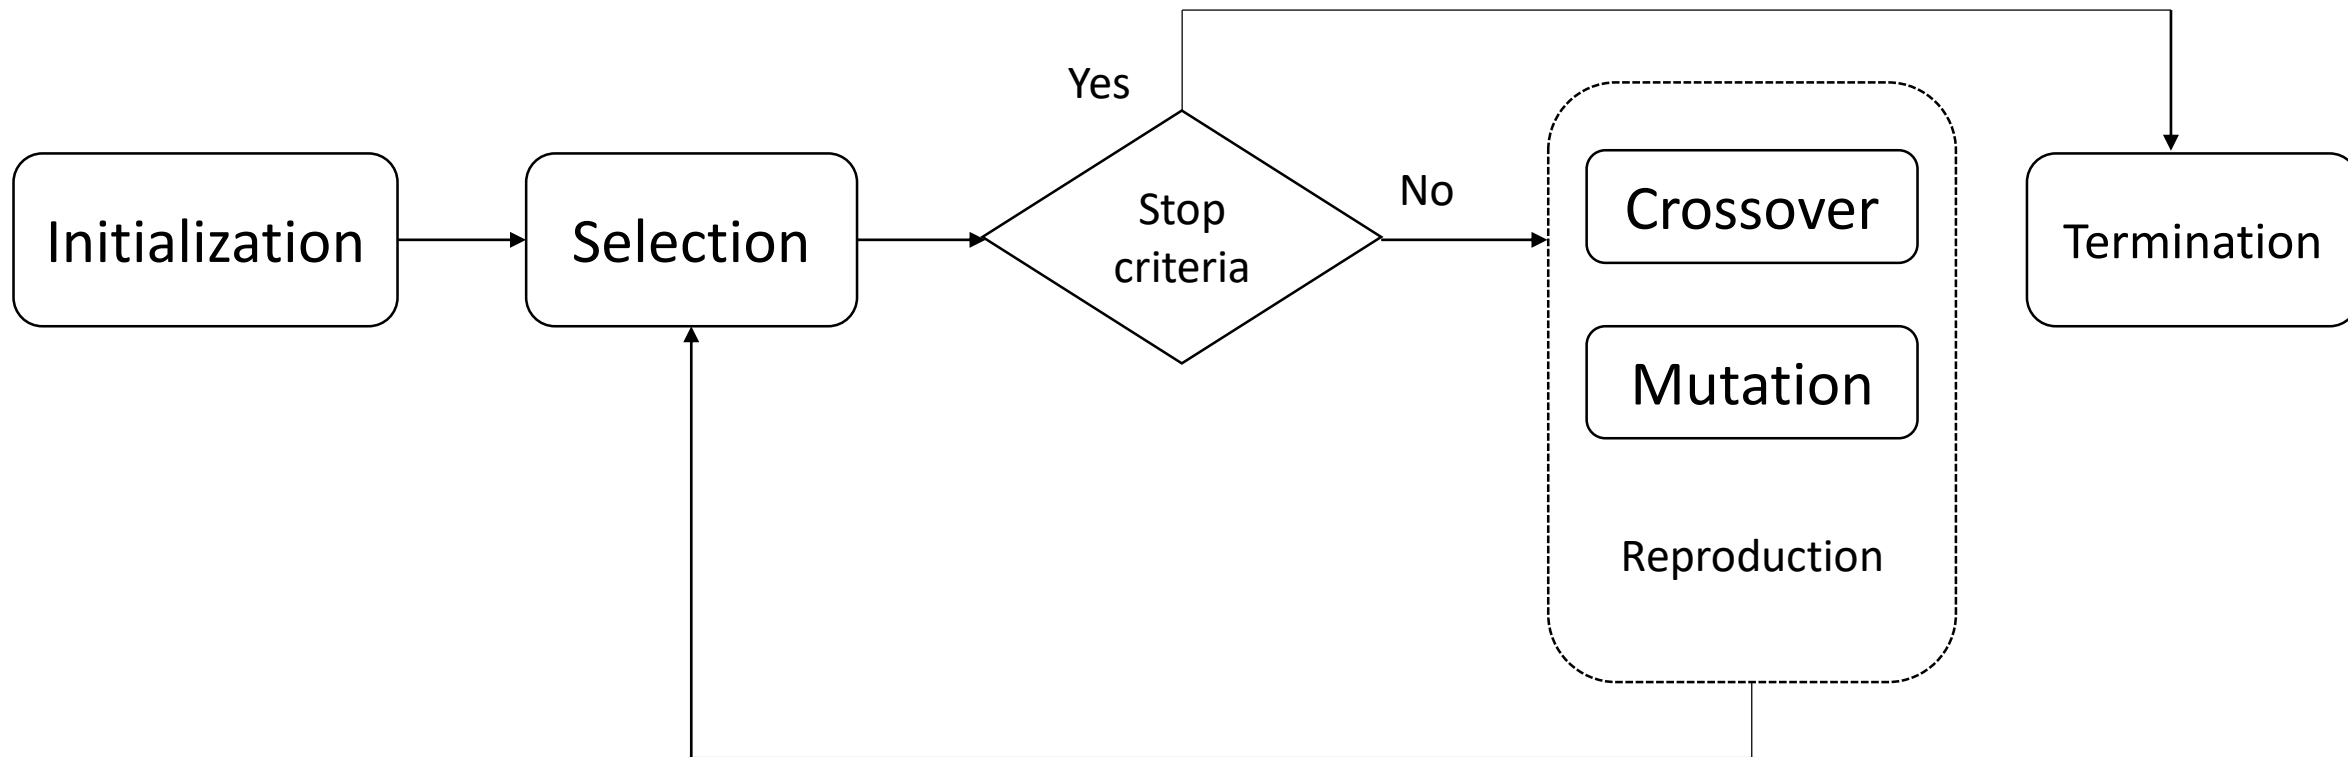 Initialization
Selection
Yes
Stop
criteria
No
Crossover
Mutation
Reproduction
Termination